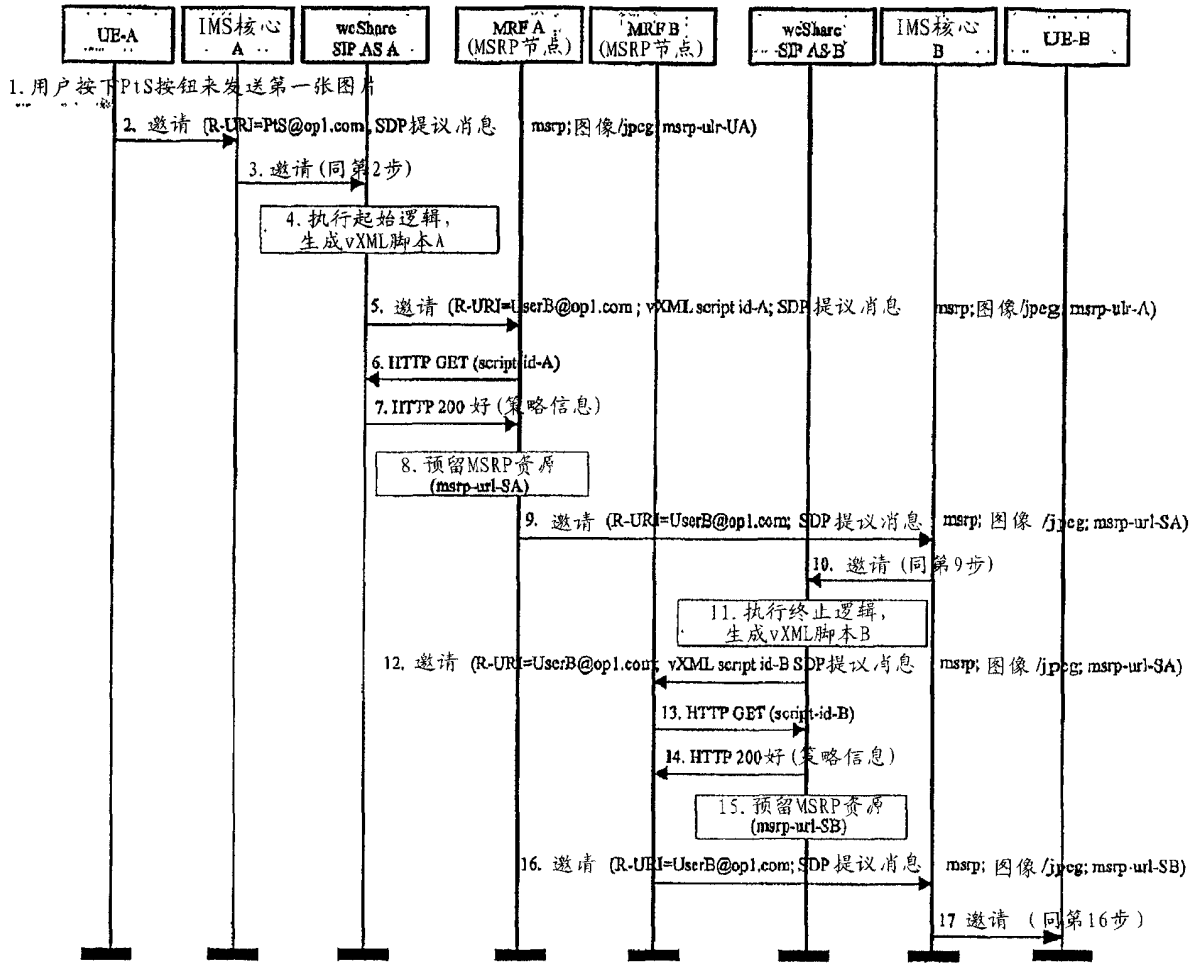 UE-A
IMS核心
A
weShare
SIP AS A
MRF A
(MSRP节点)
MRF B
(MSRP节点)
weShare
SIP AS B
IMS核心
B
UE-B
1.用户按下PtS按钮来发送第一张图片
2. 邀请 (R-URI=PtS@op1.com; SDP提议消息 msrp;图像/jpeg; msrp-ulr-UA)
3.邀请(同第2步)
4.执行起始逻辑,
生成vXML脚本A
5. 邀请 (R-URI=UserB@op1.com ; vXML script id-A; SDP提议消息 msrp;图像/jpeg; msrp-ulr-A)
6. HTTP GET (script-id-A)
7. HTTP 200 好(策略信息)
8.预留MSRP资源
(msrp-url-SA)
9. 邀请 (R-URI=UserB@op1.com; SDP提议消息 msrp; 图像 /jpeg; msrp-url-SA)
10. 邀请(同第9步)
11.执行终止逻辑,
生成vXML脚本B
12. 邀请 (R-URI=UserB@op1.com; vXML script id-B SDP提议消息 msrp; 图像 /jpeg; msrp-url-SA)
13. HTTP GET (script-id-B)
14. HTTP 200好(策略信息)
15.预留MSRP资源
(msrp-url-SB)
16. 邀请 (R-URI=UserB@op1.com; SDP提议消息 msrp; 图像 /jpeg; msrp-url-SB)
17 邀请 (同第16步)